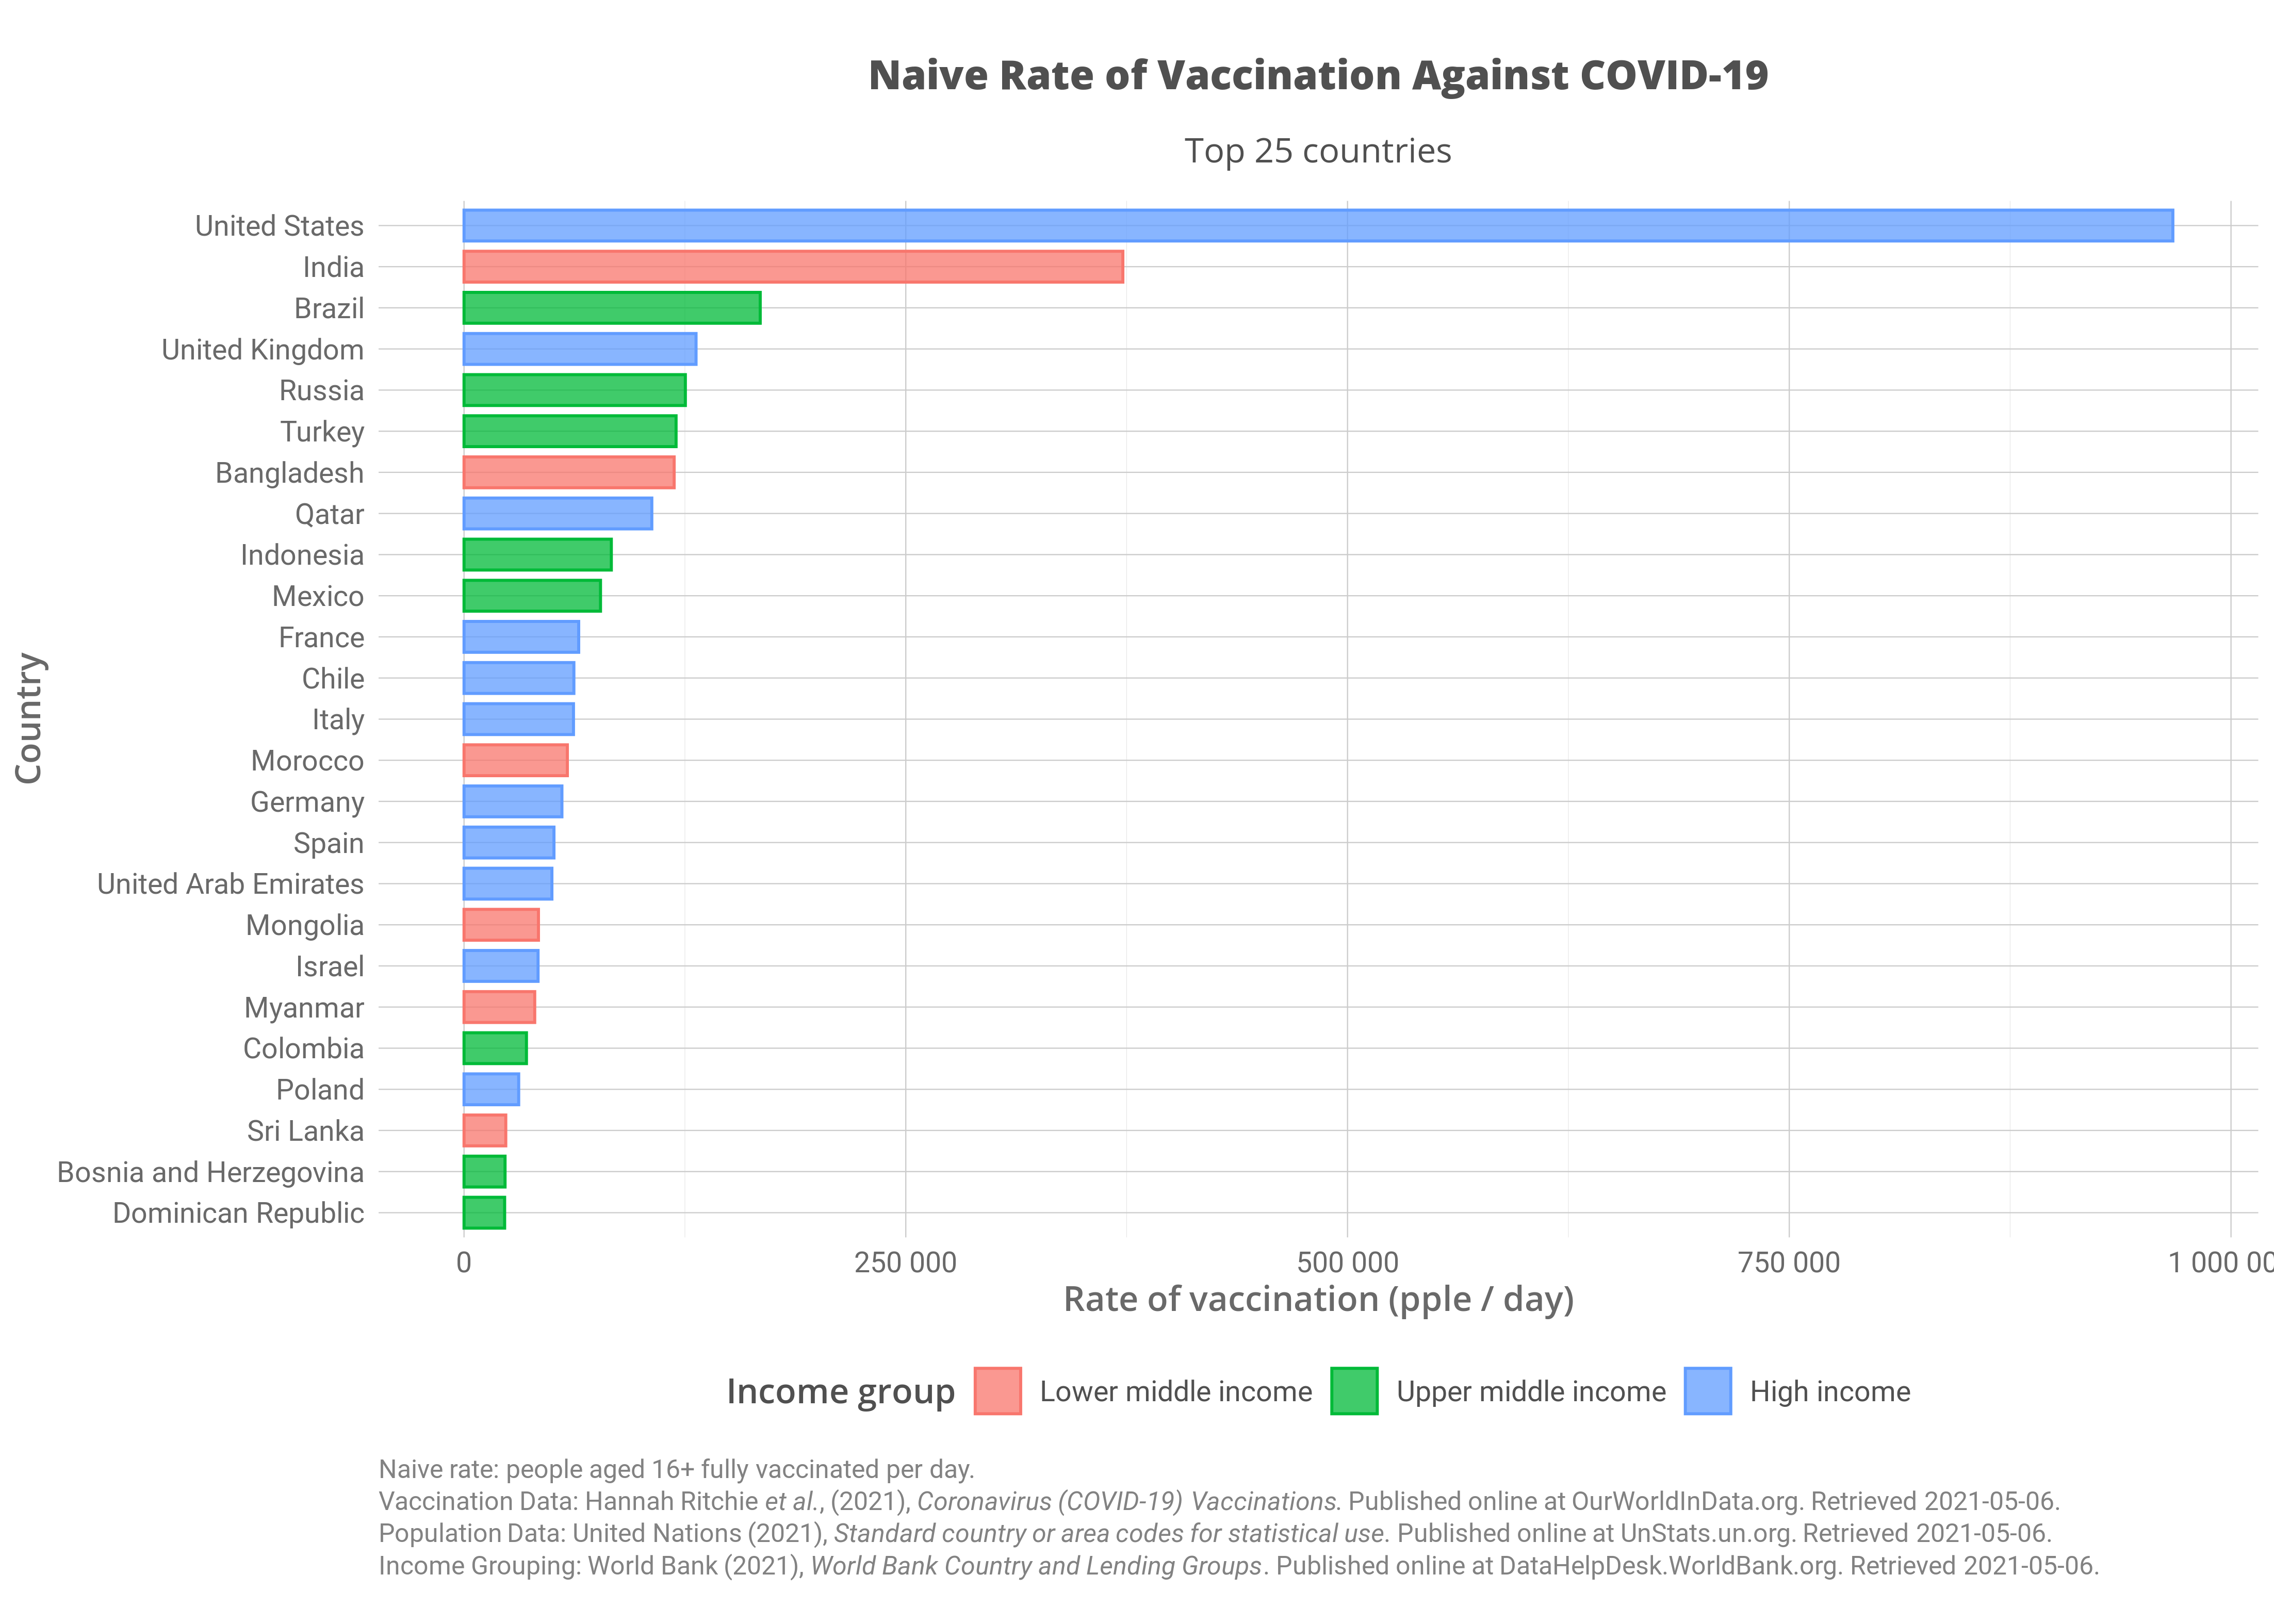 Naive Rate of Vaccination Against COVID-19
Top 25 countries
Country
United States
India
Brazil
United Kingdom
Russia
Turkey
Bangladesh
Qatar
Indonesia
Mexico
France
Chile
Italy
Morocco
Germany
Spain
United Arab Emirates
Mongolia
Israel
Myanmar
Colombia
Poland
Sri Lanka
Bosnia and Herzegovina
Dominican Republic
0 250 000 500 000 750 000 1 000 00
Rate of vaccination (pple / day)
Income group Lower middle income Upper middle income High income
Naive rate: people aged 16+ fully vaccinated per day.
Vaccination Data: Hannah Ritchie et al., (2021), Coronavirus (COVID-19) Vaccinations. Published online at OurWorldInData.org. Retrieved 2021-05-06.
Population Data: United Nations (2021), Standard country or area codes for statistical use. Published online at UnStats.un.org. Retrieved 2021-05-06.
Income Grouping: World Bank (2021), World Bank Country and Lending Groups. Published online at DataHelpDesk.WorldBank.org. Retrieved 2021-05-06.